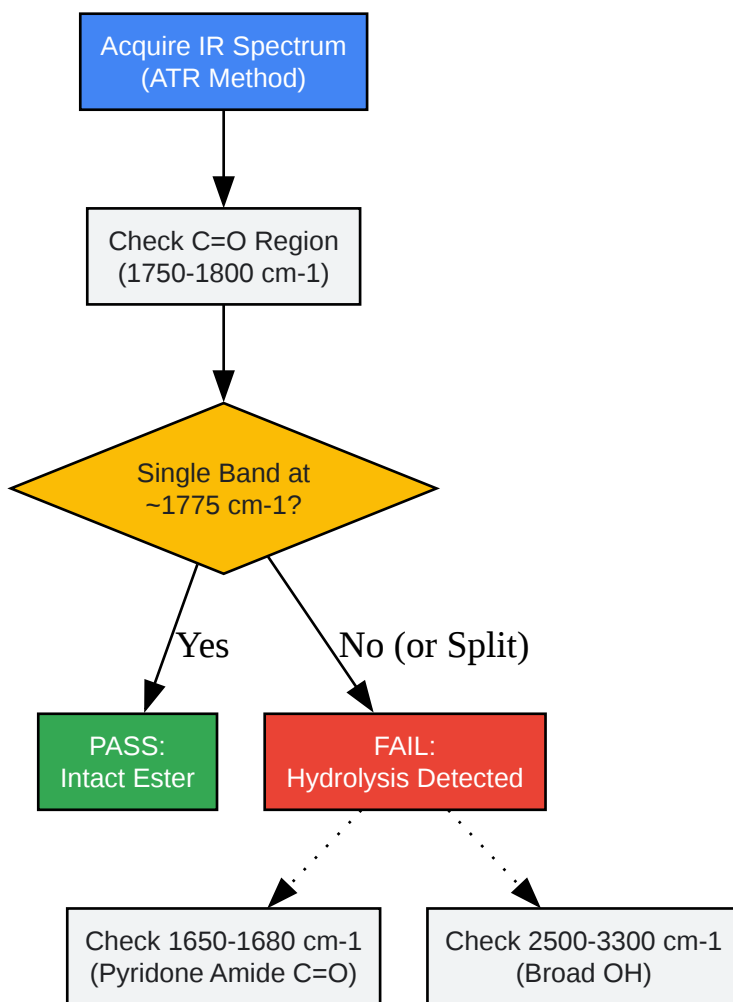 Acquire IR Spectrum
(ATR Method)
Check C=O Region
(1750-1800 cm-1)
Single Band at
~1775 cm-1?
Yes
No (or Split)
PASS:
Intact Ester
FAIL:
Hydrolysis Detected
Check 1650-1680 cm-1
(Pyridone Amide C=O)
Check 2500-3300 cm-1
(Broad OH)